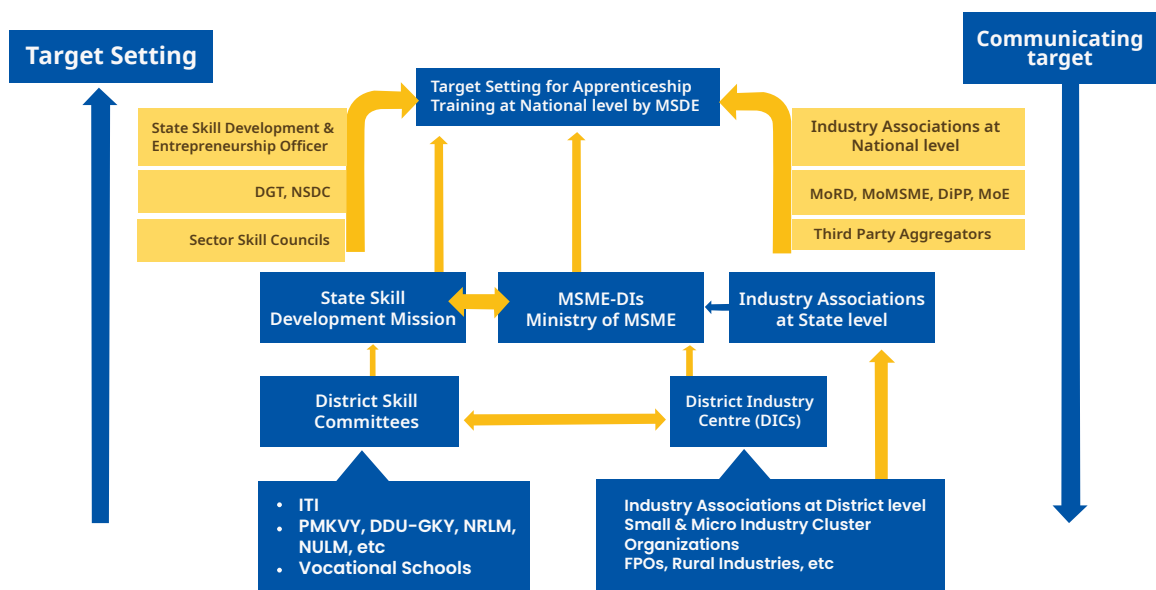 Target Setting
Communicating
target
Target Setting for Apprenticeship
Training at National level by MSDE
State Skill Development &
Entrepreneurship Officer
DGT, NSDC
Sector Skill Councils
Industry Associations at
National level
MoRD, MoMSME, DiPP, MoE
Third Party Aggregators
State Skill
Development Mission
MSME-DIs
Ministry of MSME
Industry Associations
at State level
District Skill
Committees
District Industry
Centre (DICs)
• ITI
• PMKVY, DDU-GKY, NRLM,
NULM, etc
• Vocational Schools
Industry Associations at District level
Small & Micro Industry Cluster
Organizations
FPOs, Rural Industries, etc